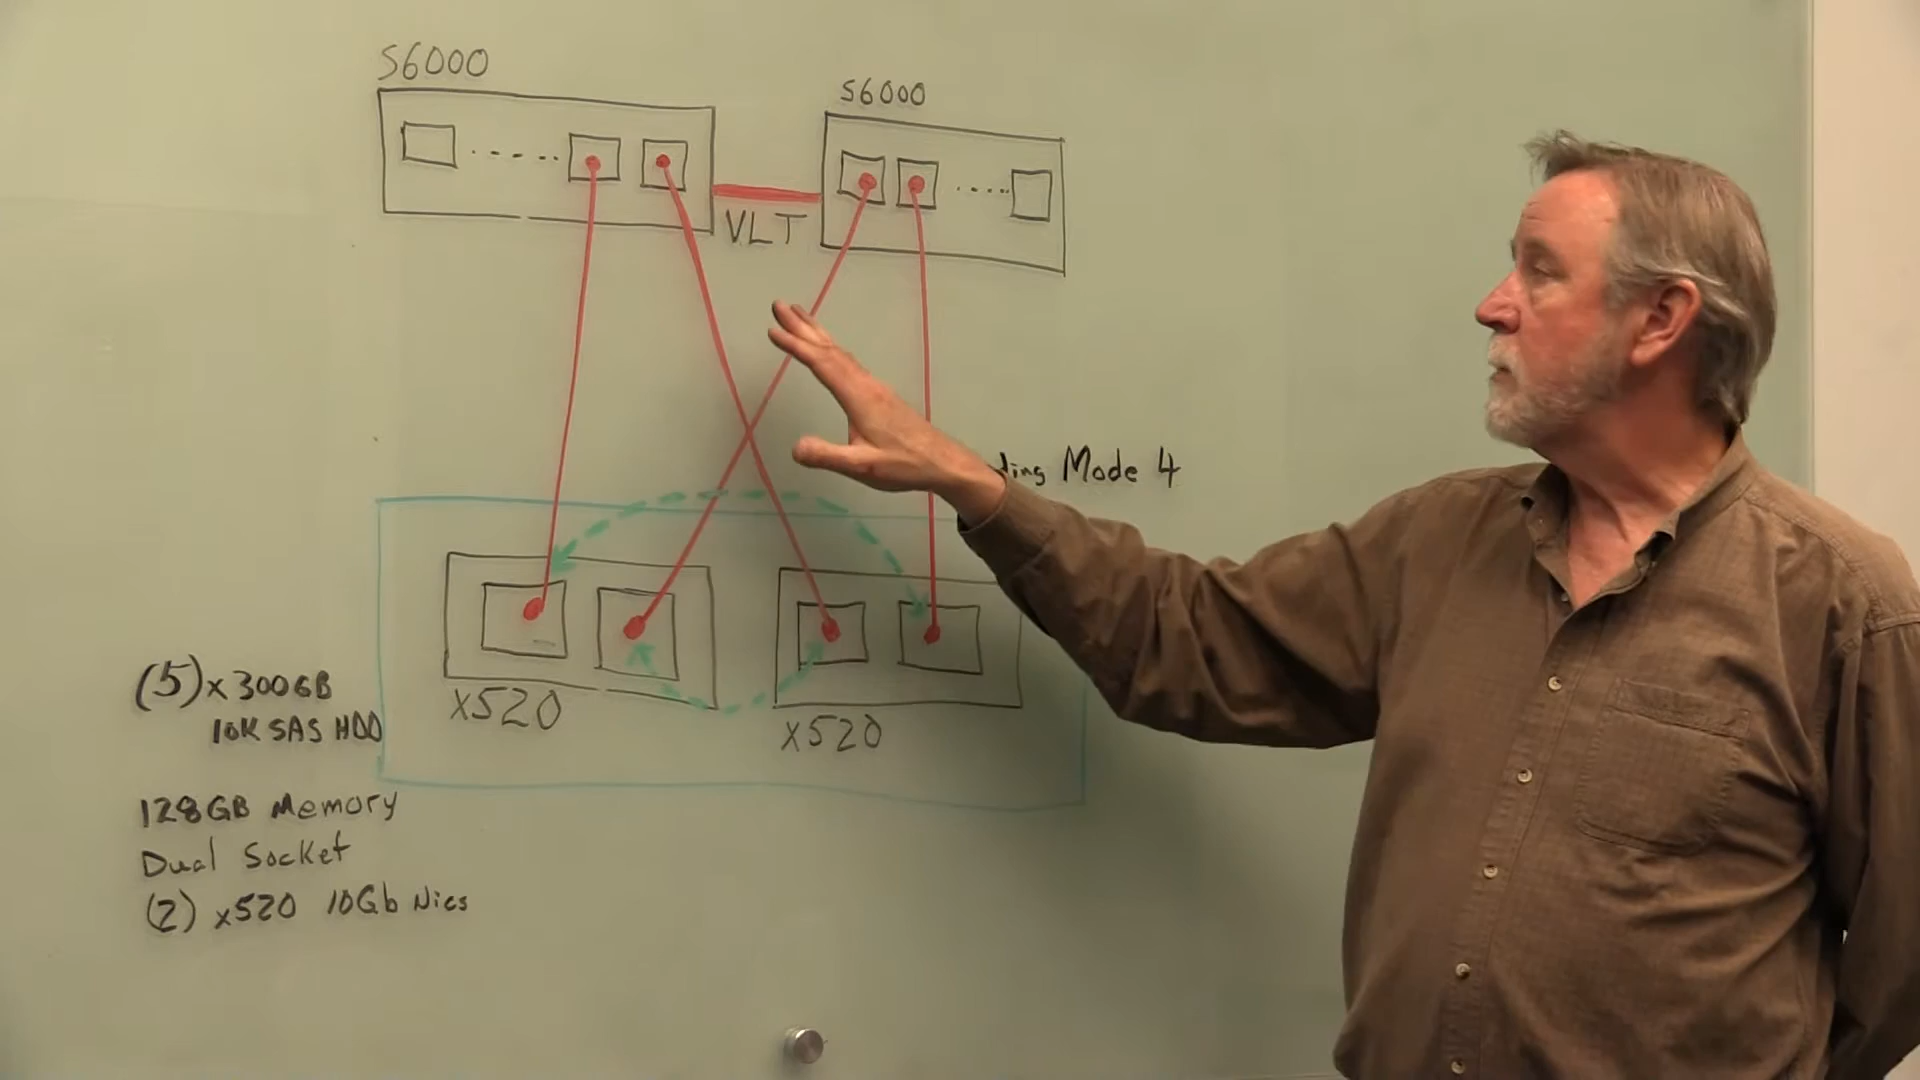 S6000
S6000
VLT
Mode 4
x520
x520
(5) x 300GB
10K SAS HDD
128GB Memory
Dual Socket
(2) x520 10Gb Nics